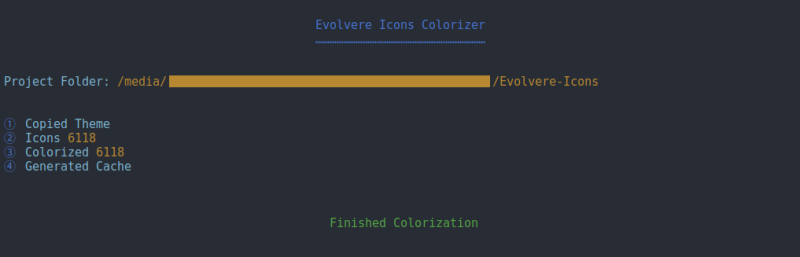 Evolvere Icons Colorizer
Project Folder: /media/ /Evolvere-Icons
① Copied Theme
② Icons 6118
③ Colorized 6118
④ Generated Cache
Finished Colorization